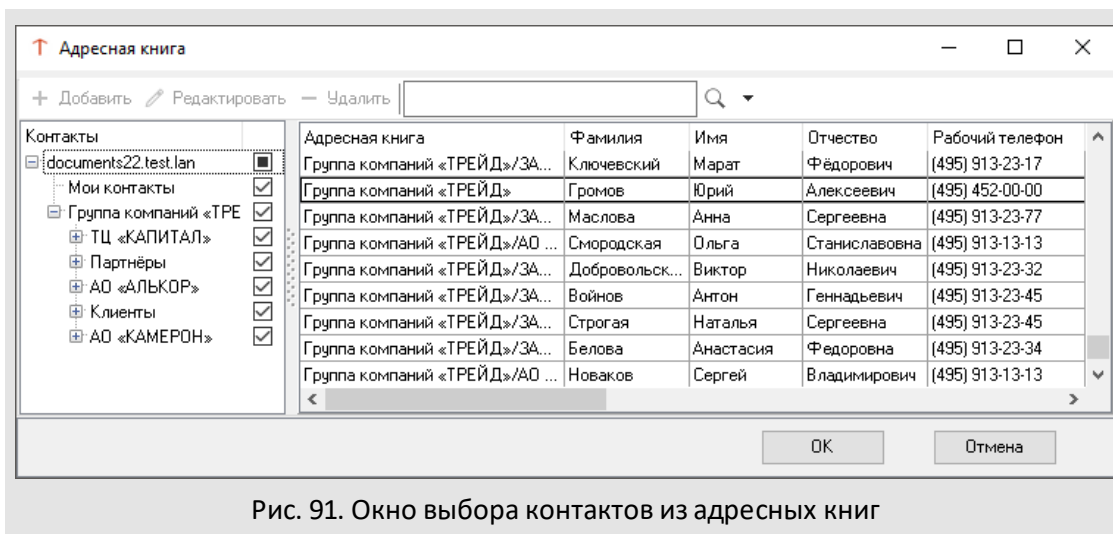 Адресная книга
Добавить Редактировать Удалить
Контакты
documents22.test.lan
Мои контакты
Группа компаний «ТРЕ
ТЦ «КАПИТАЛ»
Партнёры
АО «АЛЬКОР»
Клиенты
АО «КАМЕРОН»
Адресная книга Фамилия Имя Отчество Рабочий телефон
Группа компаний «ТРЕЙД»/ЗА... Ключевский Марат Фёдорович (495) 913-23-17
Группа компаний «ТРЕЙД» Громов Юрий Алексеевич (495) 452-00-00
Группа компаний «ТРЕЙД»/ЗА... Маслова Анна Сергеевна (495) 913-23-77
Группа компаний «ТРЕЙД»/АО ... Смородская Ольга Станиславовна (495) 913-13-13
Группа компаний «ТРЕЙД»/ЗА... Добровольск... Виктор Николаевич (495) 913-23-32
Группа компаний «ТРЕЙД»/ЗА... Войнов Антон Геннадьевич (495) 913-23-45
Группа компаний «ТРЕЙД»/ЗА... Строгая Наталья Сергеевна (495) 913-23-45
Группа компаний «ТРЕЙД»/ЗА... Белова Анастасия Федоровна (495) 913-23-34
Группа компаний «ТРЕЙД»/АО ... Новаков Сергей Владимирович (495) 913-13-13
OK Отмена
Рис. 91. Окно выбора контактов из адресных книг